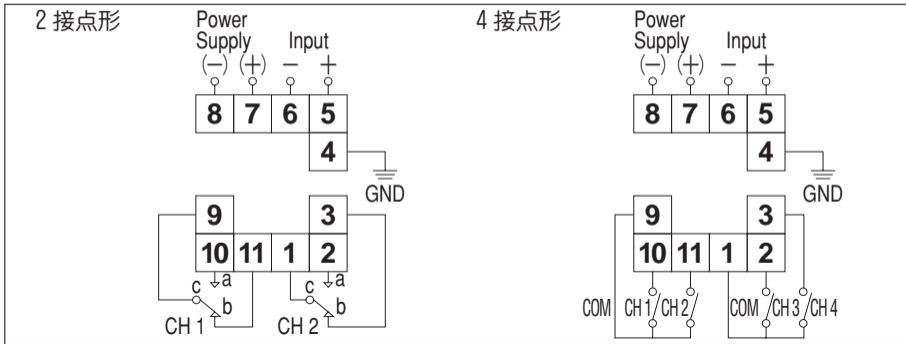 2 接点形
Power
Supply Input
(−) (+) − +
8 7 6 5
4
GND
9 3
10 11 1 2
a a
c c
b b
CH 1 CH 2
4 接点形
Power
Supply Input
(−) (+) − +
8 7 6 5
4
GND
9 3
10 11 1 2
COM CH 1 CH 2 COM CH 3 CH 4